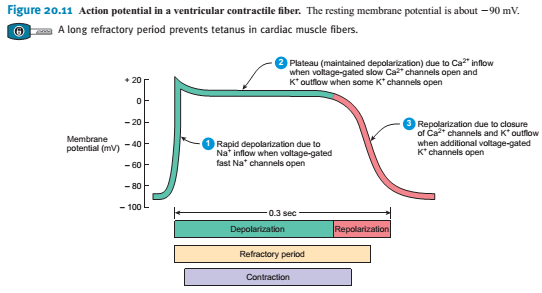 Figure 20.11 Action potential in a ventricular contractile fiber. The resting membrane potential is about −90 mV.
A long refractory period prevents tetanus in cardiac muscle fibers.
2 Plateau (maintained depolarization) due to Ca²⁺ inflow
when voltage-gated slow Ca²⁺ channels open and
K⁺ outflow when some K⁺ channels open
+ 20
0
– 20
– 40
– 60
– 80
– 100
Membrane
potential (mV)
1 Rapid depolarization due to
Na⁺ inflow when voltage-gated
fast Na⁺ channels open
3 Repolarization due to closure
of Ca²⁺ channels and K⁺ outflow
when additional voltage-gated
K⁺ channels open
0.3 sec
Depolarization
Repolarization
Refractory period
Contraction